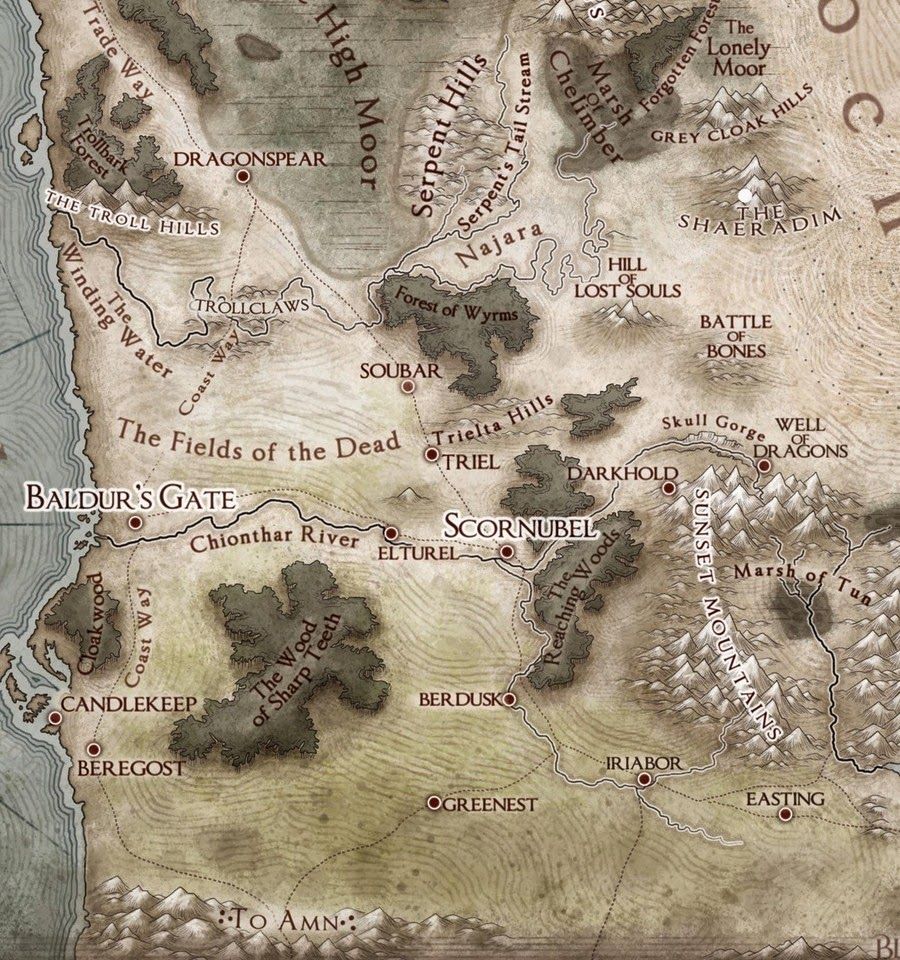 Trade Way
High Moor
S
The
Lonely
Moor
Forgotten Forest
Marsh
of
Chelimber
Serpent Hills
Serpent's Tail Stream
GREY CLOAK HILLS
O
C
Trollbark
Forest
DRAGONSPEAR
THE TROLL HILLS
THE
SHAERADIM
Najara
HILL
OF
LOST SOULS
The
Winding Water
TROLLCLAWS
Forest of Wyrms
BATTLE
OF
BONES
Coast Way
SOUBAR
Trielta Hills
The Fields of the Dead
TRIEL
Skull Gorge
WELL
OF
DRAGONS
DARKHOLD
BALDUR'S GATE
SCORNUBEL
Chionthar River
ELTUREL
SUNSET MOUNTAINS
The
Reaching Woods
Marsh of Tun
Cloakwood
Coast Way
The Wood
of Sharp Teeth
CANDLEKEEP
BERDUSK
BEREGOST
IRIABOR
GREENEST
EASTING
TO AMN